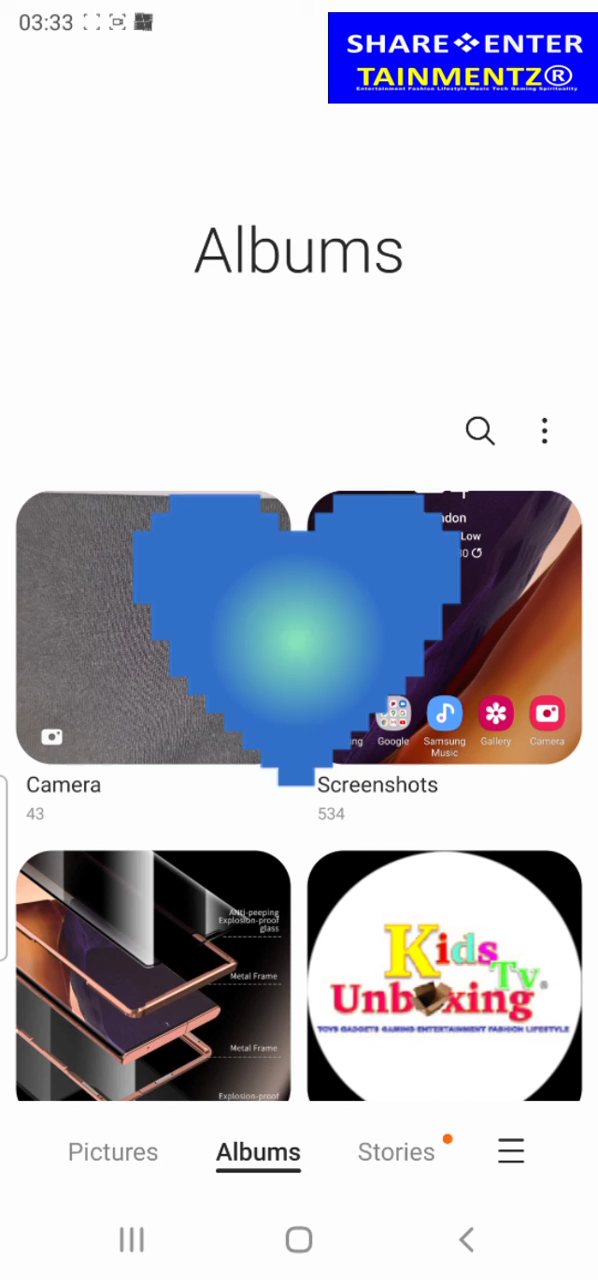 03:33
SHARE❖ENTER
TAINMENTZ®
Entertainment Fashion Lifestyle Music Tech Gaming Spirituality
Albums
ndon
Low
Google
Samsung
Music
Gallery
Camera
Camera
Screenshots
43
534
Anti-peeping
Explosion-proof
glass
Metal Frame
Metal Frame
Explosion-proof
Kids
Tv®
Unboxing
TOYS GADGETS GAMING ENTERTAINMENT FASHION LIFESTYLE
Pictures
Albums
Stories